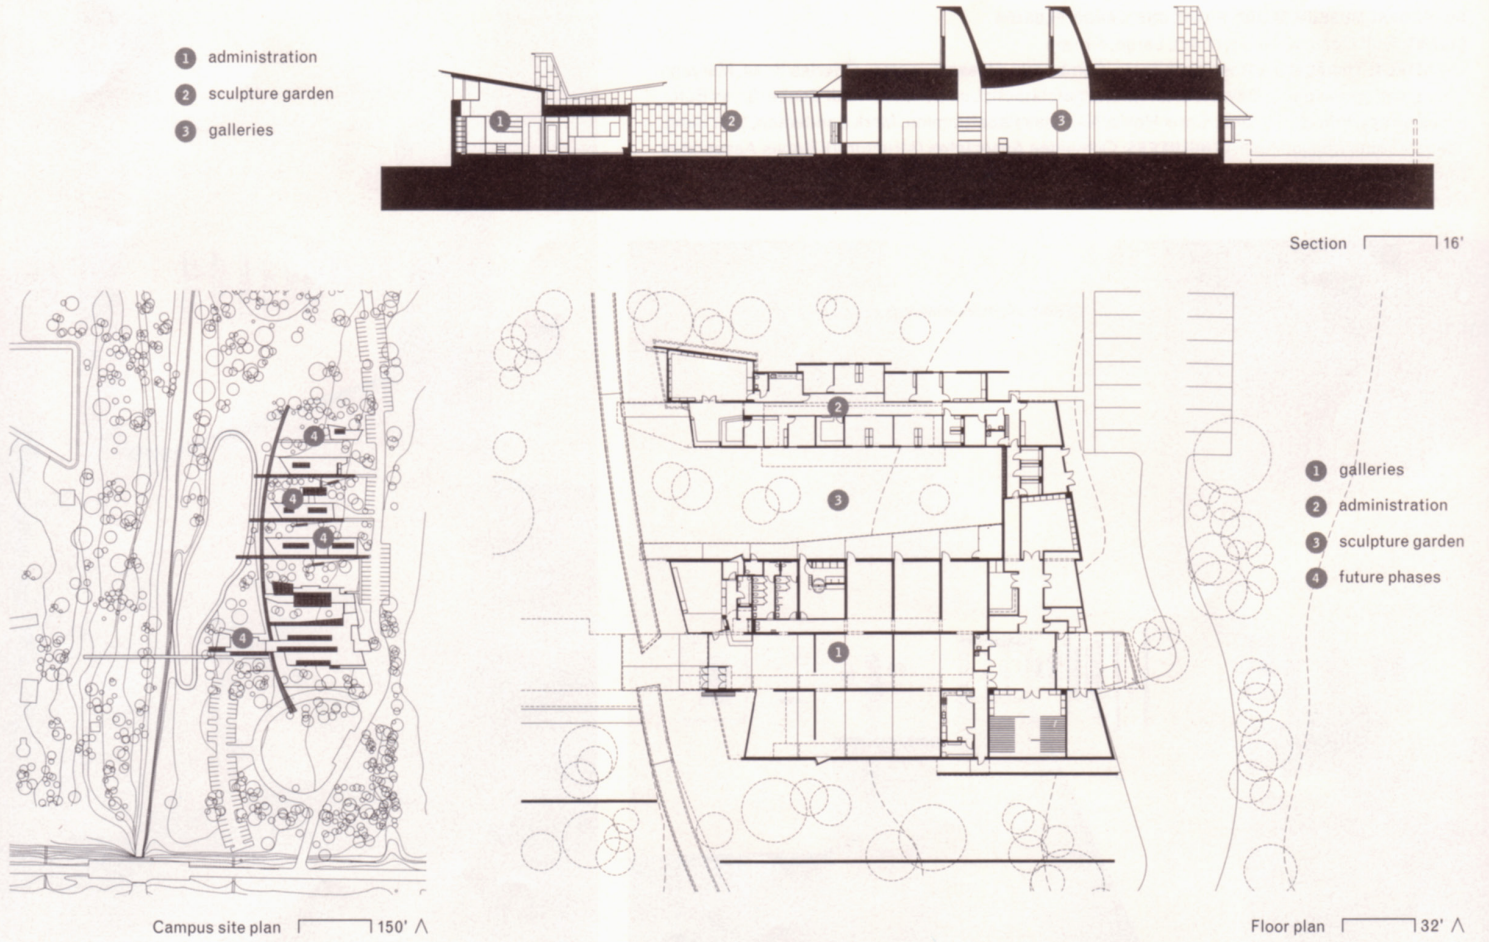 1 administration
2 sculpture garden
3 galleries
1
2
3
Section 16'
4
4
4
4
2
3
1
1 galleries
2 administration
3 sculpture garden
4 future phases
Campus site plan 150'
Floor plan 32'